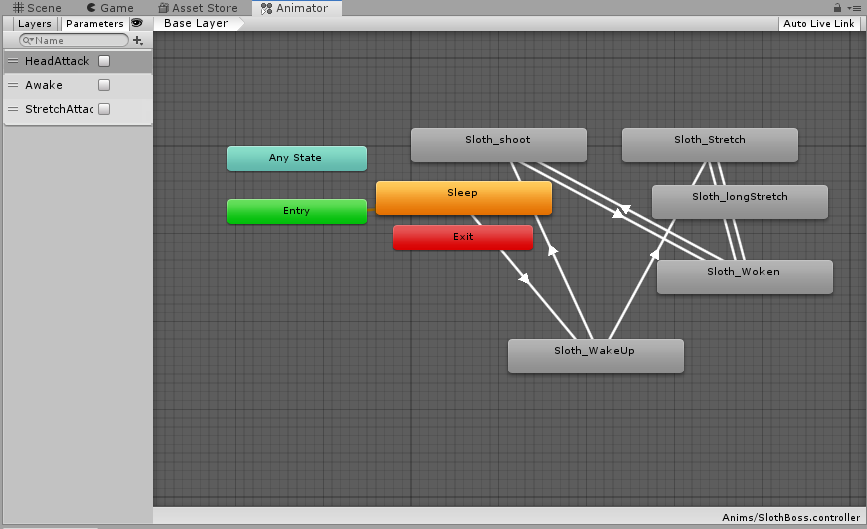 Scene Game Asset Store Animator
Layers Parameters Base Layer Auto Live Link
Name
HeadAttack
Awake
StretchAttac
Sloth_shoot Sloth_Stretch
Any State
Sleep Sloth_longStretch
Entry
Exit
Sloth_Woken
Sloth_WakeUp
Anims/SlothBoss.controller